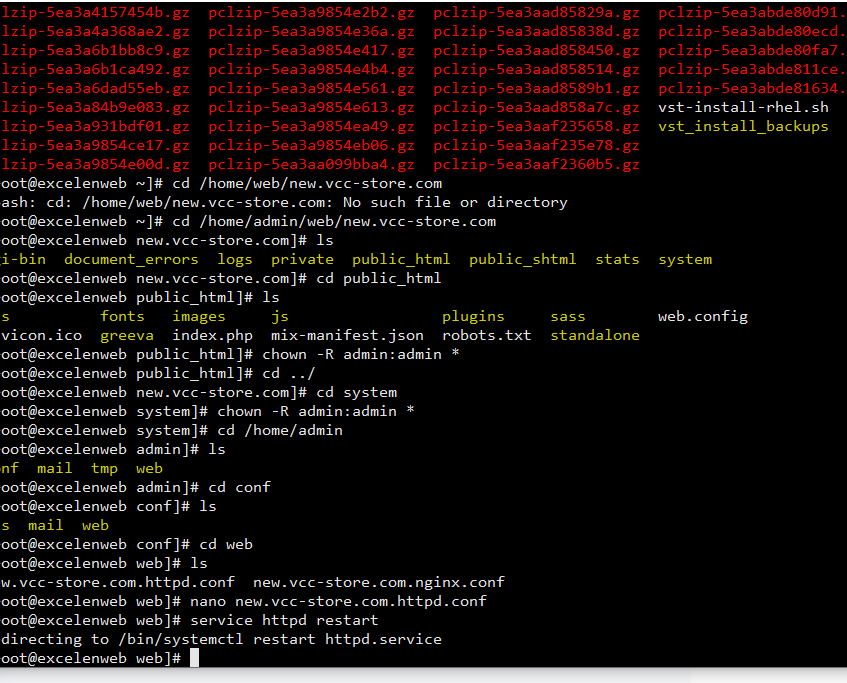 lzip-5ea3a4157454b.gz pclzip-5ea3a9854e2b2.gz pclzip-5ea3aad85829a.gz pclzip-5ea3abde80d91.
lzip-5ea3a4a368ae2.gz pclzip-5ea3a9854e36a.gz pclzip-5ea3aad85838d.gz pclzip-5ea3abde80ecd.
lzip-5ea3a6b1bb8c9.gz pclzip-5ea3a9854e417.gz pclzip-5ea3aad858450.gz pclzip-5ea3abde80fa7.
lzip-5ea3a6b1ca492.gz pclzip-5ea3a9854e4b4.gz pclzip-5ea3aad858514.gz pclzip-5ea3abde811ce.
lzip-5ea3a6dad55eb.gz pclzip-5ea3a9854e561.gz pclzip-5ea3aad8589b1.gz pclzip-5ea3abde81634.
lzip-5ea3a84b9e083.gz pclzip-5ea3a9854e613.gz pclzip-5ea3aad858a7c.gz vst-install-rhel.sh
lzip-5ea3a931bdf01.gz pclzip-5ea3a9854ea49.gz pclzip-5ea3aaf235658.gz vst_install_backups
lzip-5ea3a9854ce17.gz pclzip-5ea3a9854eb06.gz pclzip-5ea3aaf235e78.gz
lzip-5ea3a9854e00d.gz pclzip-5ea3aa099bba4.gz pclzip-5ea3aaf2360b5.gz
oot@excelenweb ~]# cd /home/web/new.vcc-store.com
ash: cd: /home/web/new.vcc-store.com: No such file or directory
oot@excelenweb ~]# cd /home/admin/web/new.vcc-store.com
oot@excelenweb new.vcc-store.com]# ls
gi-bin document_errors logs private public_html public_shtml stats system
oot@excelenweb new.vcc-store.com]# cd public_html
oot@excelenweb public_html]# ls
s fonts images js plugins sass web.config
vicon.ico greeva index.php mix-manifest.json robots.txt standalone
oot@excelenweb public_html]# chown -R admin:admin *
oot@excelenweb public_html]# cd ../
oot@excelenweb new.vcc-store.com]# cd system
oot@excelenweb system]# chown -R admin:admin *
oot@excelenweb system]# cd /home/admin
oot@excelenweb admin]# ls
nf mail tmp web
oot@excelenweb admin]# cd conf
oot@excelenweb conf]# ls
s mail web
oot@excelenweb conf]# cd web
oot@excelenweb web]# ls
w.vcc-store.com.httpd.conf new.vcc-store.com.nginx.conf
oot@excelenweb web]# nano new.vcc-store.com.httpd.conf
oot@excelenweb web]# service httpd restart
directing to /bin/systemctl restart httpd.service
oot@excelenweb web]#